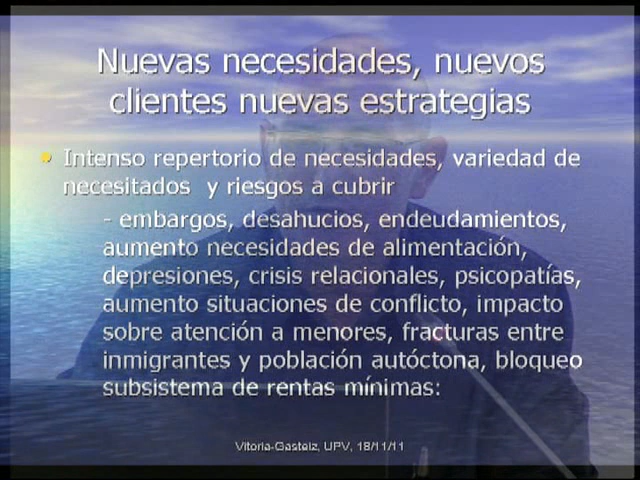 Nuevas necesidades, nuevos
clientes nuevas estrategias
• Intenso repertorio de necesidades, variedad de
necesitados y riesgos a cubrir
- embargos, desahucios, endeudamientos,
aumento necesidades de alimentación,
depresiones, crisis relacionales, psicopatías,
aumento situaciones de conflicto, impacto
sobre atención a menores, fracturas entre
inmigrantes y población autóctona, bloqueo
subsistema de rentas mínimas:
Vitoria-Gasteiz, UPV, 18/11/11